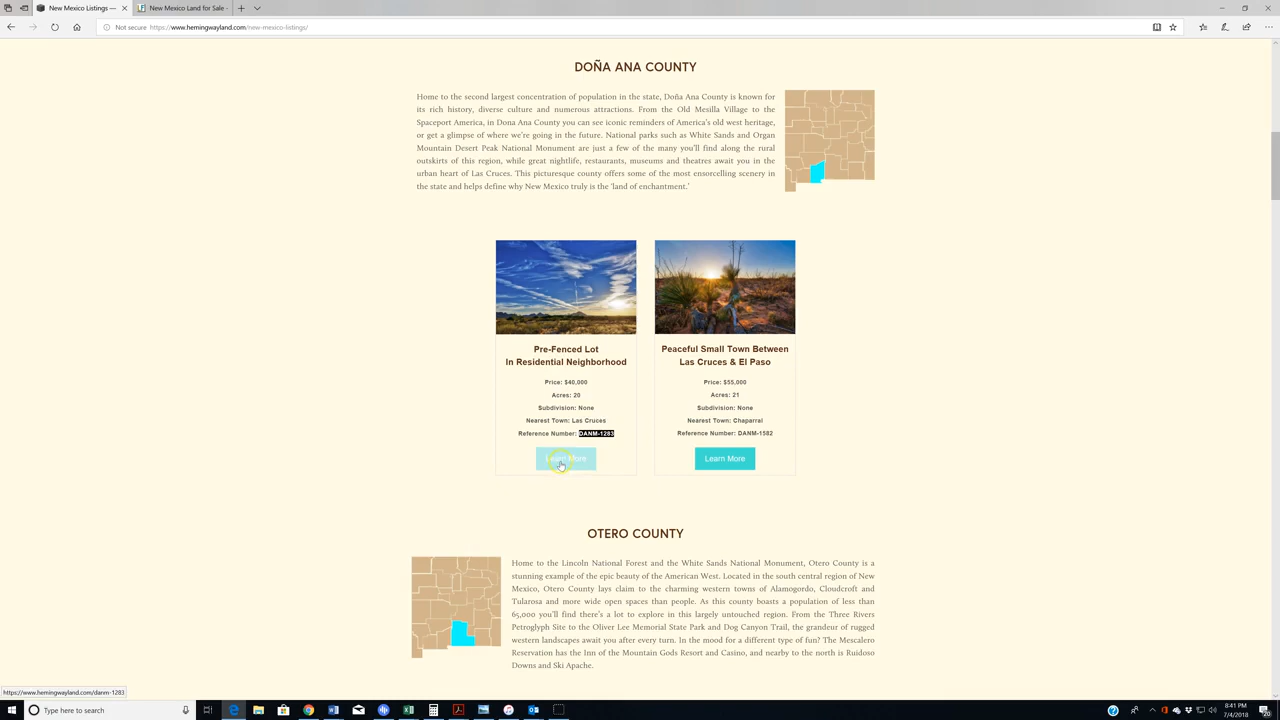 New Mexico Listings —
New Mexico Land for Sale -
Not secure https://www.hemingwayland.com/new-mexico-listings/
DOÑA ANA COUNTY
Home to the second largest concentration of population in the state, Doña Ana County is known for
its rich history, diverse culture and numerous attractions. From the Old Mesilla Village to the
Spaceport America, in Dona Ana County you can see iconic reminders of America's old west heritage,
or get a glimpse of where we're going in the future. National parks such as White Sands and Organ
Mountain Desert Peak National Monument are just a few of the many you'll find along the rural
outskirts of this region, while great nightlife, restaurants, museums and theatres await you in the
urban heart of Las Cruces. This picturesque county offers some of the most ensorcelling scenery in
the state and helps define why New Mexico truly is the 'land of enchantment.'
Pre-Fenced Lot
In Residential Neighborhood
Price: $40,000
Acres: 20
Subdivision: None
Nearest Town: Las Cruces
Reference Number: DANM-1283
Learn More
Peaceful Small Town Between
Las Cruces & El Paso
Price: $55,000
Acres: 21
Subdivision: None
Nearest Town: Chaparral
Reference Number: DANM-1582
Learn More
OTERO COUNTY
Home to the Lincoln National Forest and the White Sands National Monument, Otero County is a
stunning example of the epic beauty of the American West. Located in the south central region of New
Mexico, Otero County lays claim to the charming western towns of Alamogordo, Cloudcroft and
Tularosa and more wide open spaces than people. As this county boasts a population of less than
65,000 you'll find there's a lot to explore in this largely untouched region. From the Three Rivers
Petroglyph Site to the Oliver Lee Memorial State Park and Dog Canyon Trail, the grandeur of rugged
western landscapes await you after every turn. In the mood for a different type of fun? The Mescalero
Reservation has the Inn of the Mountain Gods Resort and Casino, and nearby to the north is Ruidoso
Downs and Ski Apache.
https://www.hemingwayland.com/danm-1283
Type here to search
8:41 PM
7/4/2018
20